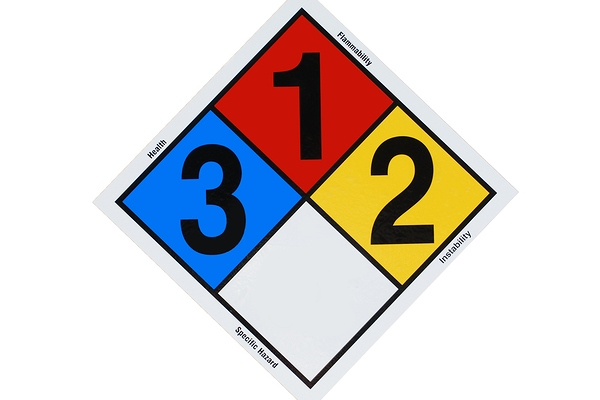 Flammability
1
Health
3
2
Instability
Specific Hazard